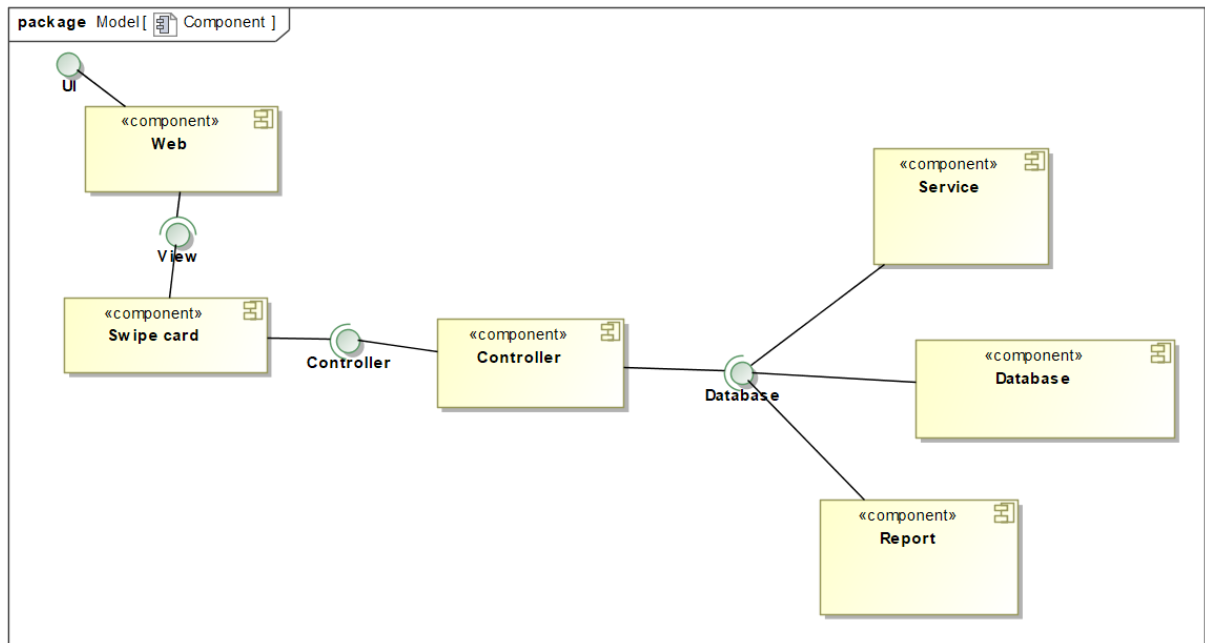 package Model [ Component ]
UI
«component»
Web
View
«component»
Swipe card
Controller
«component»
Controller
Database
«component»
Service
«component»
Database
«component»
Report